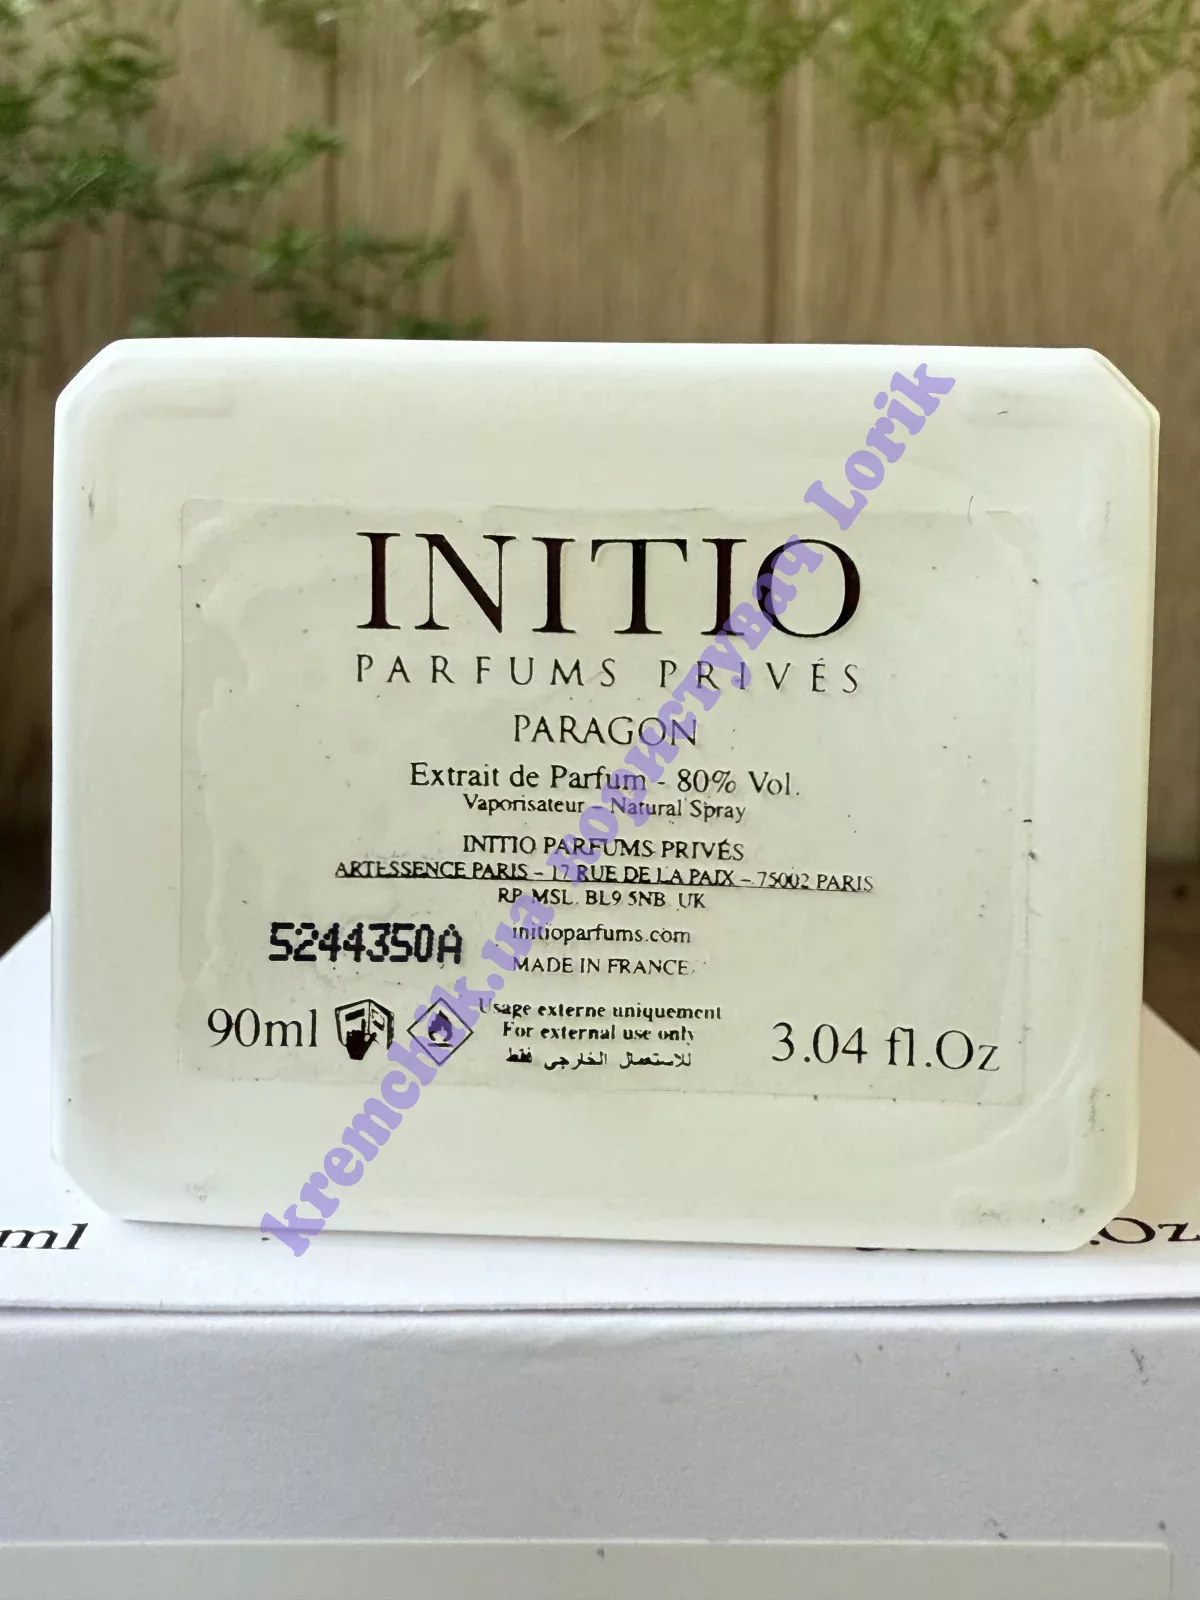 INITIO
PARFUMS PRIVÉS
PARAGON
Extrait de Parfum - 80% Vol.
Vaporisateur – Natural Spray
INITIO PARFUMS PRIVÉS
ARTESSENCE PARIS – 17 RUE DE LA PAIX – 75002 PARIS
RP MSL BL9 5NB UK
5244350A
initioparfums.com
MADE IN FRANCE
90ml
Usage externe uniquement
For external use only
للاستعمال الخارجي فقط
3.04 fl.Oz
kremchik.ua користувач Lorik
ml
.Oz